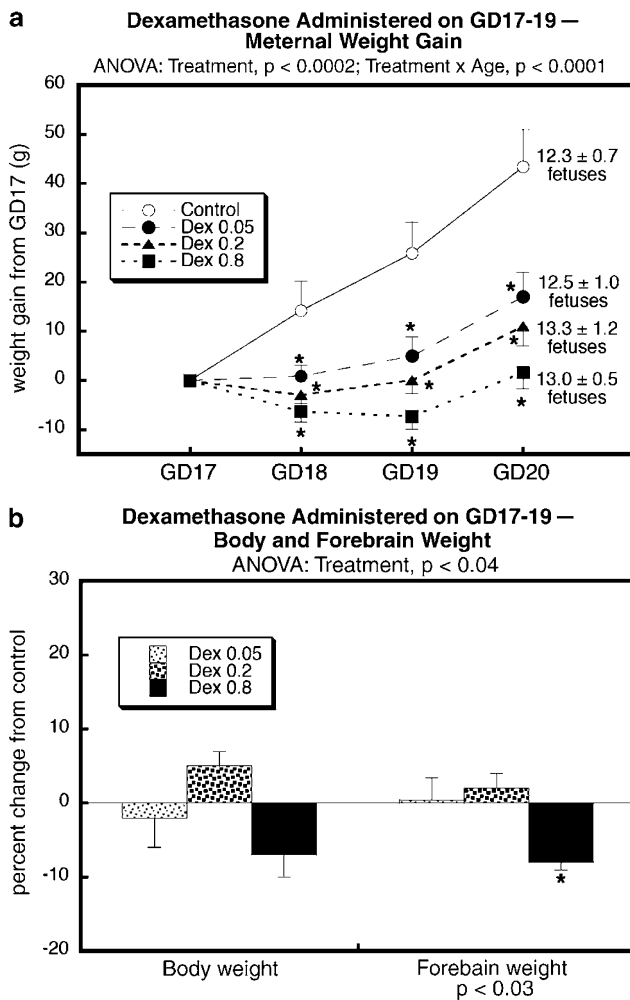 a
Dexamethasone Administered on GD17-19 —
Meternal Weight Gain
ANOVA: Treatment, p < 0.0002; Treatment x Age, p < 0.0001
60
50
40
30
20
10
0
-10
weight gain from GD17 (g)
Control
Dex 0.05
Dex 0.2
Dex 0.8
12.3 ± 0.7
fetuses
12.5 ± 1.0
fetuses
13.3 ± 1.2
fetuses
13.0 ± 0.5
fetuses
* * *
* * *
* * *
GD17 GD18 GD19 GD20
b
Dexamethasone Administered on GD17-19 —
Body and Forebrain Weight
ANOVA: Treatment, p < 0.04
30
20
10
0
-10
-20
percent change from control
Dex 0.05
Dex 0.2
Dex 0.8
*
Body weight Forebain weight
p < 0.03